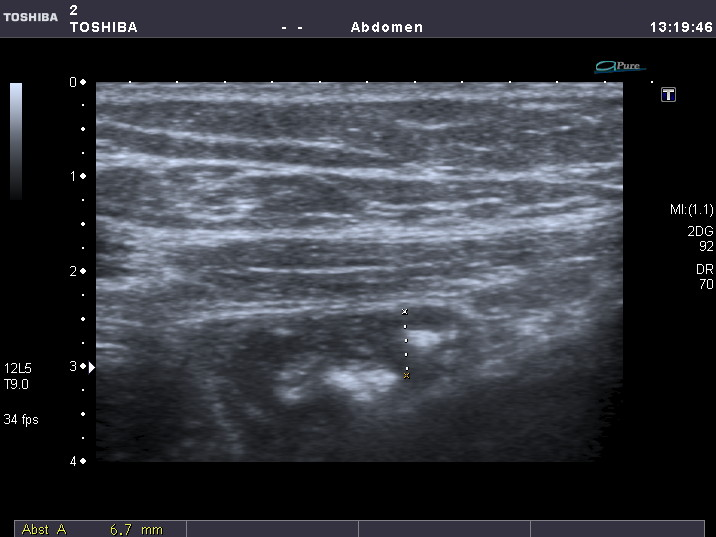 TOSHIBA
2
TOSHIBA - - Abdomen 13:19:46
aPure
T
0
1
2
3
4
MI:(1.1)
2DG
92
DR
70
12L5
T9.0
34 fps
Abst A 6.7 mm